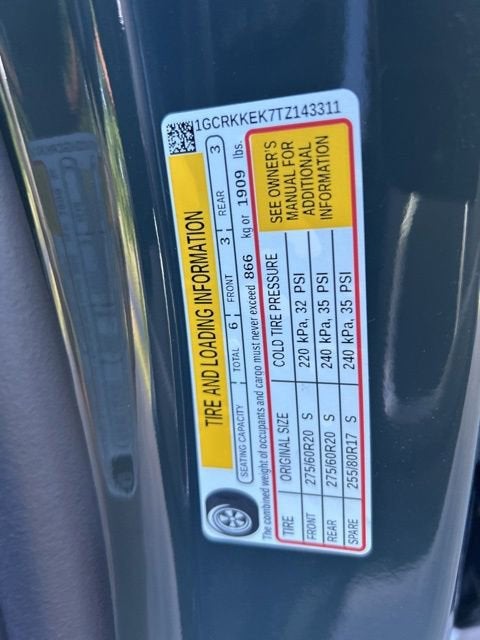 1GCRKKEK7TZ143311
TIRE AND LOADING INFORMATION
SEATING CAPACITY TOTAL 6 FRONT 3 REAR 3
The combined weight of occupants and cargo must never exceed 866 kg or 1909 lbs.
TIRE ORIGINAL SIZE COLD TIRE PRESSURE
FRONT 275/60R20 S 220 kPa, 32 PSI
REAR 275/60R20 S 240 kPa, 35 PSI
SPARE 255/80R17 S 240 kPa, 35 PSI
SEE OWNER'S
MANUAL FOR
ADDITIONAL
INFORMATION